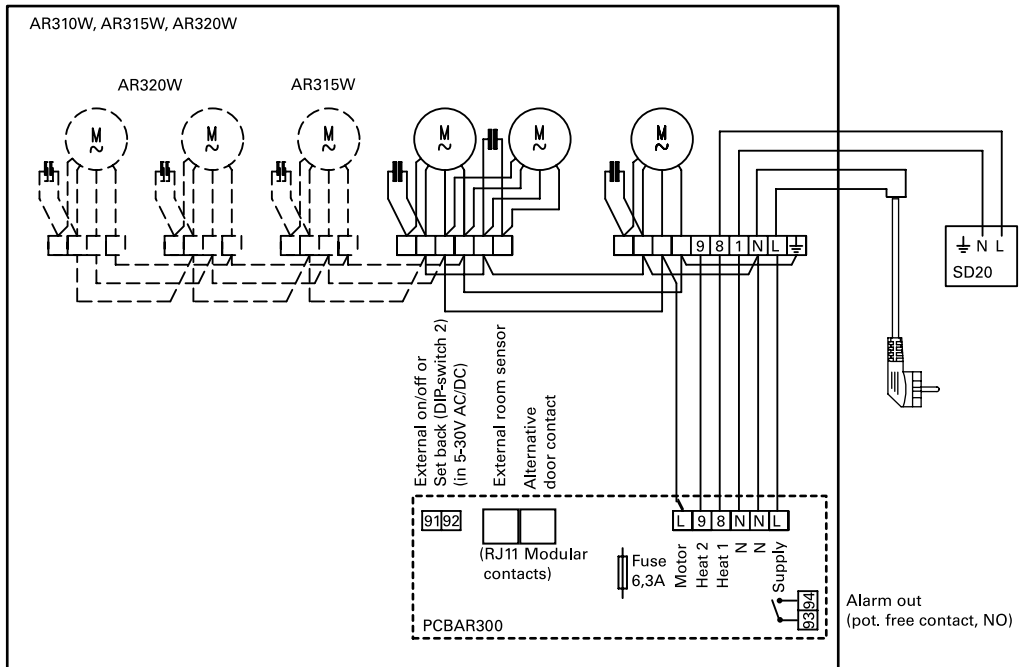 AR310W, AR315W, AR320W
AR320W
AR315W
M
~
M
~
M
~
M
~
M
~
M
~
9 8 1 N L
N L
SD20
External on/off or
Set back (DIP-switch 2)
(in 5-30V AC/DC)
External room sensor
Alternative
door contact
91 92
(RJ11 Modular
contacts)
Fuse
6,3A
L 9 8 N N L
Motor
Heat 2
Heat 1
N
N
Supply
93 94
PCBAR300
Alarm out
(pot. free contact, NO)